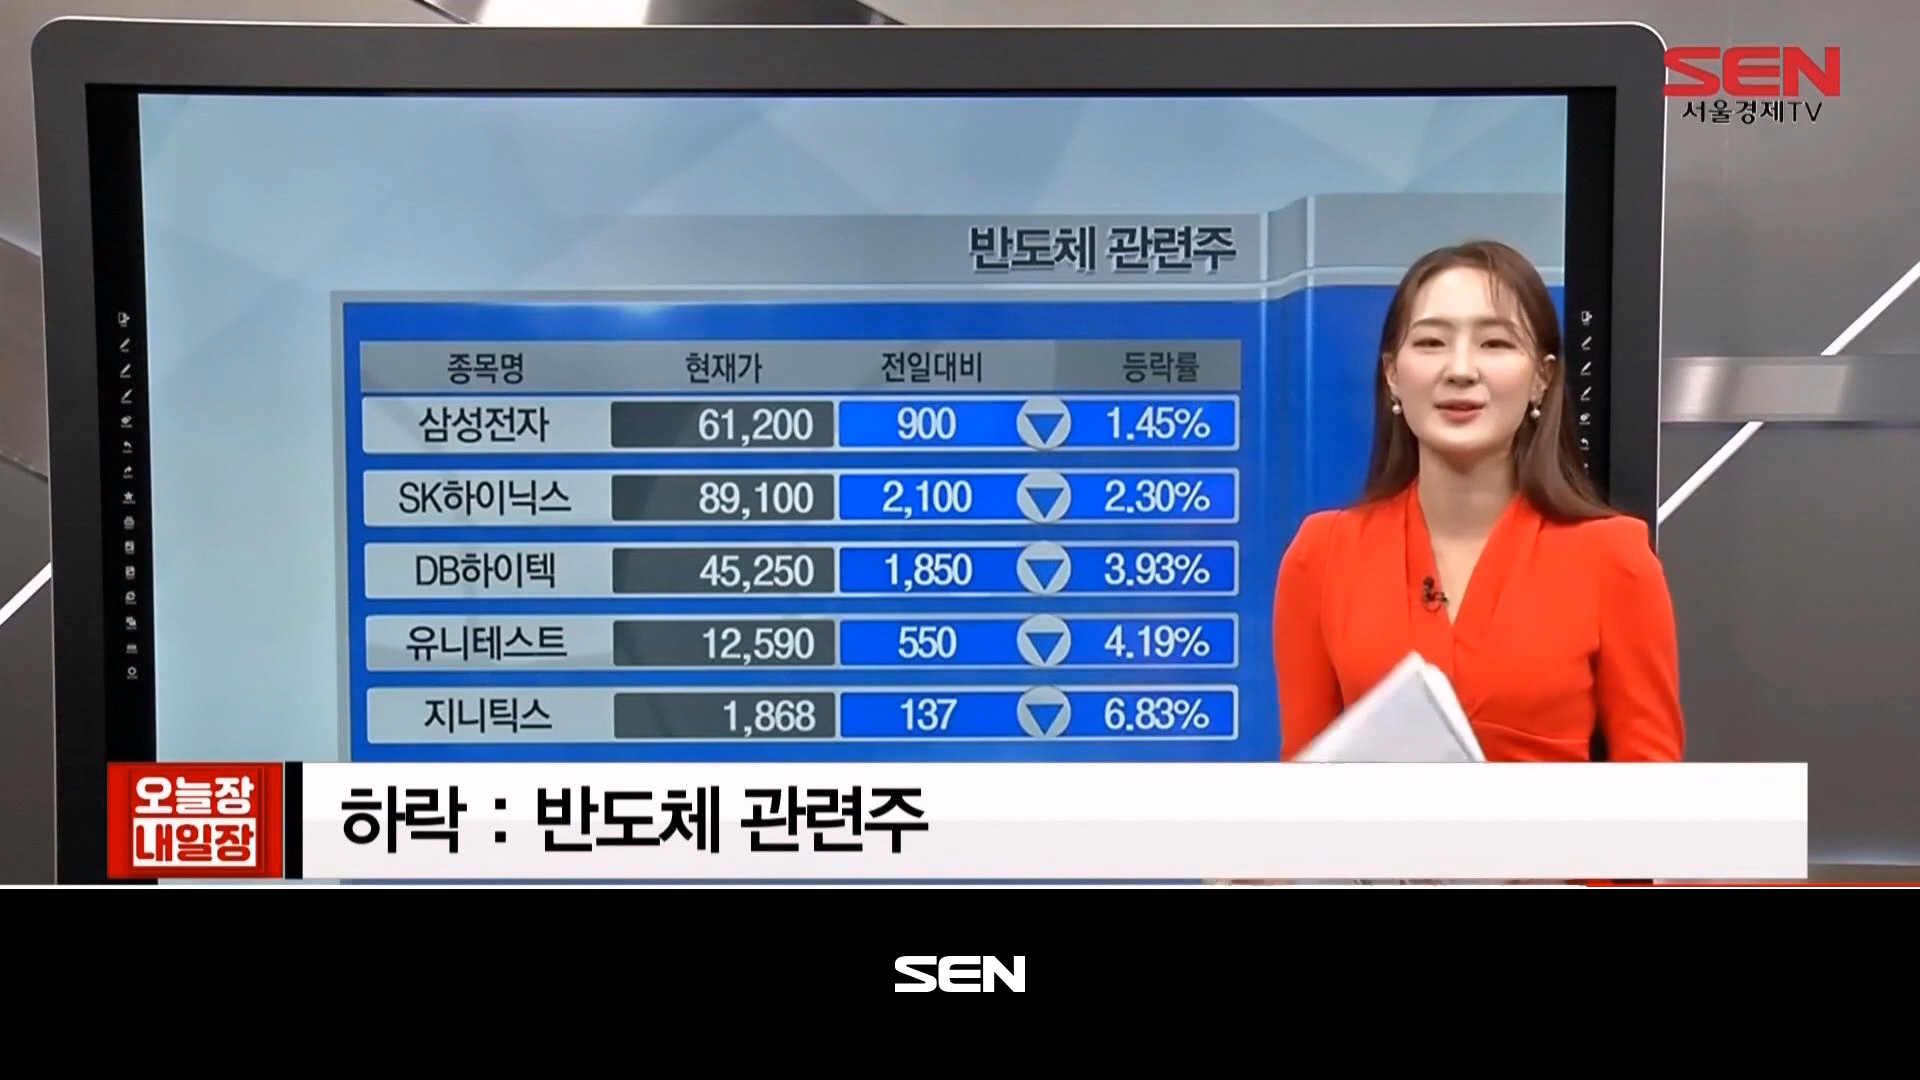 SEN
서울경제TV
반도체 관련주
종목명 현재가 전일대비 등락률
삼성전자 61,200 900 ▼ 1.45%
SK하이닉스 89,100 2,100 ▼ 2.30%
DB하이텍 45,250 1,850 ▼ 3.93%
유니테스트 12,590 550 ▼ 4.19%
지니틱스 1,868 137 ▼ 6.83%
오늘장
내일장
하락 : 반도체 관련주
SEN